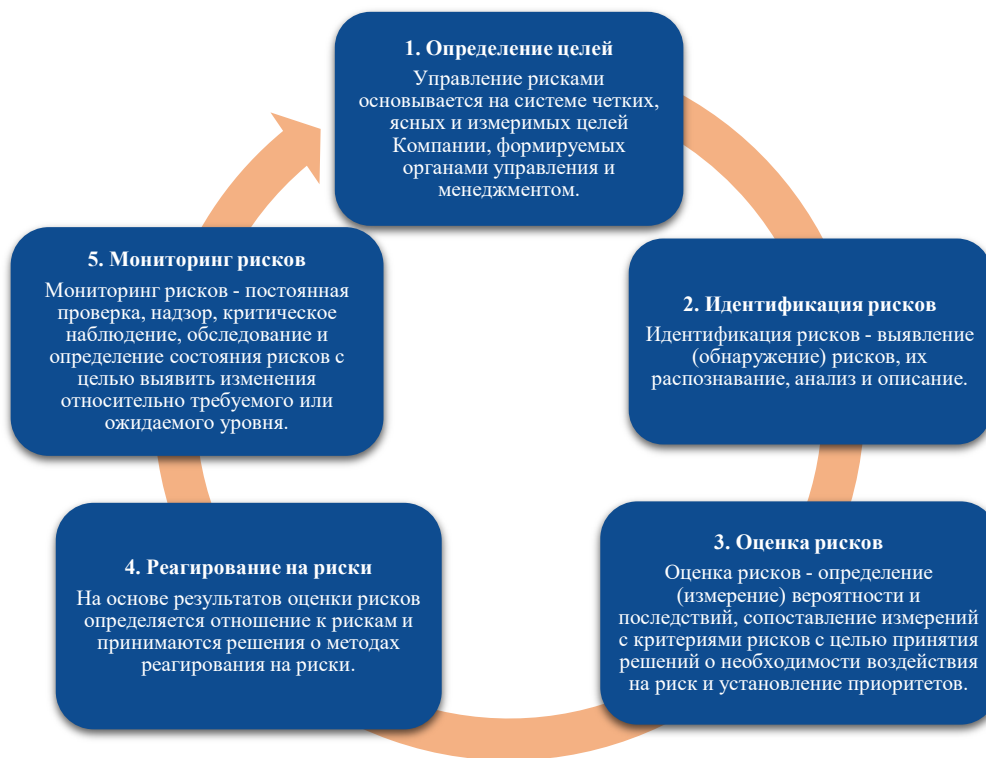 1. Определение целей
Управление рисками
основывается на системе четких,
ясных и измеримых целей
Компании, формируемых
органами управления и
менеджментом.
2. Идентификация рисков
Идентификация рисков - выявление
(обнаружение) рисков, их
распознавание, анализ и описание.
3. Оценка рисков
Оценка рисков - определение
(измерение) вероятности и
последствий, сопоставление измерений
с критериями рисков с целью принятия
решений о необходимости воздействия
на риск и установление приоритетов.
4. Реагирование на риски
На основе результатов оценки рисков
определяется отношение к рискам и
принимаются решения о методах
реагирования на риски.
5. Мониторинг рисков
Мониторинг рисков - постоянная
проверка, надзор, критическое
наблюдение, обследование и
определение состояния рисков с
целью выявить изменения
относительно требуемого или
ожидаемого уровня.